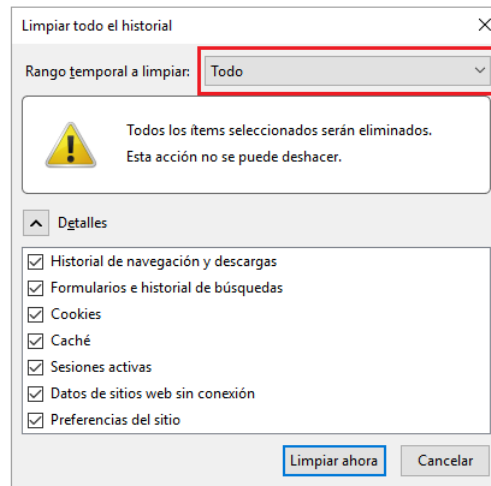 Limpiar todo el historial
Rango temporal a limpiar: Todo
Todos los ítems seleccionados serán eliminados.
Esta acción no se puede deshacer.
Detalles
Historial de navegación y descargas
Formularios e historial de búsquedas
Cookies
Caché
Sesiones activas
Datos de sitios web sin conexión
Preferencias del sitio
Limpiar ahora Cancelar